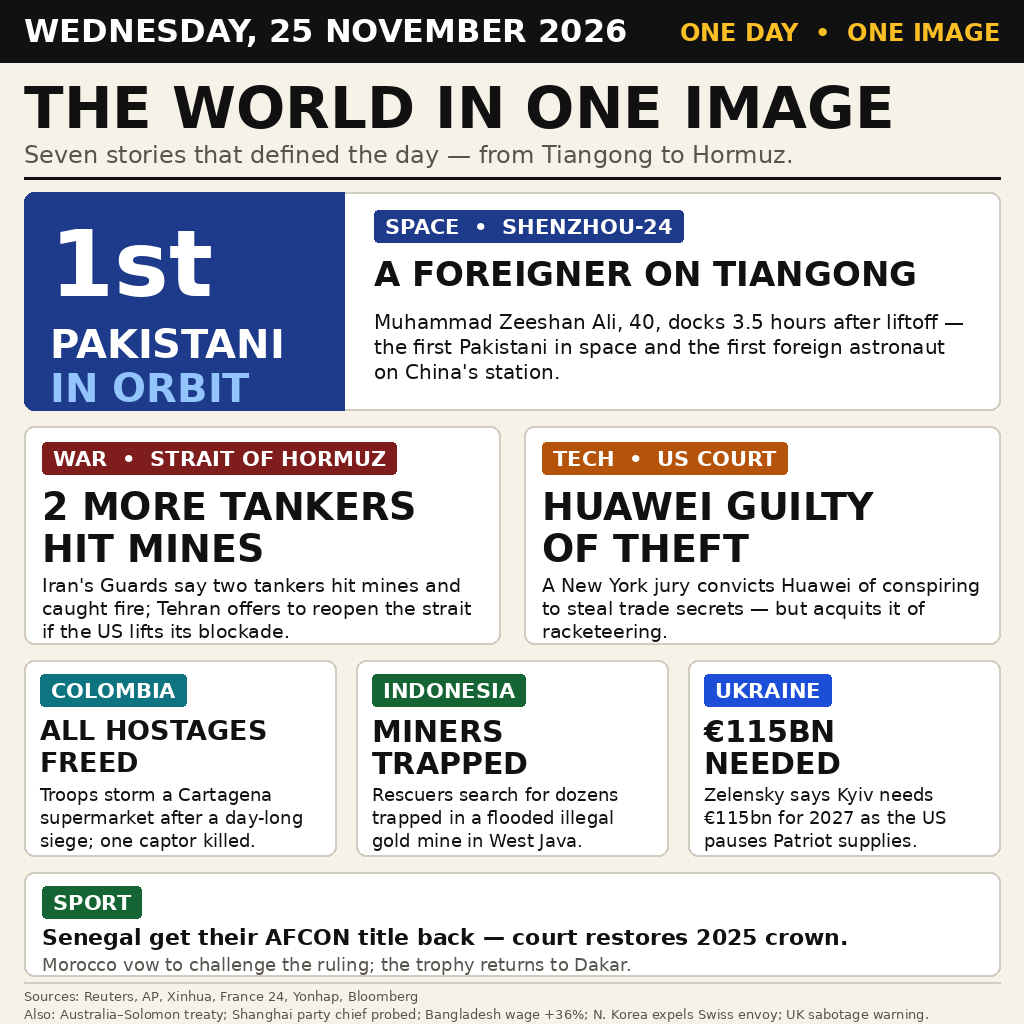 WEDNESDAY, 25 NOVEMBER 2026
ONE DAY • ONE IMAGE
THE WORLD IN ONE IMAGE
Seven stories that defined the day — from Tiangong to Hormuz.
1st
PAKISTANI
IN ORBIT
SPACE • SHENZHOU-24
A FOREIGNER ON TIANGONG
Muhammad Zeeshan Ali, 40, docks 3.5 hours after liftoff —
the first Pakistani in space and the first foreign astronaut
on China's station.
WAR • STRAIT OF HORMUZ
2 MORE TANKERS
HIT MINES
Iran's Guards say two tankers hit mines and
caught fire; Tehran offers to reopen the strait
if the US lifts its blockade.
TECH • US COURT
HUAWEI GUILTY
OF THEFT
A New York jury convicts Huawei of conspiring
to steal trade secrets — but acquits it of
racketeering.
COLOMBIA
ALL HOSTAGES
FREED
Troops storm a Cartagena
supermarket after a day-long
siege; one captor killed.
INDONESIA
MINERS
TRAPPED
Rescuers search for dozens
trapped in a flooded illegal
gold mine in West Java.
UKRAINE
€115BN
NEEDED
Zelensky says Kyiv needs
€115bn for 2027 as the US
pauses Patriot supplies.
SPORT
Senegal get their AFCON title back — court restores 2025 crown.
Morocco vow to challenge the ruling; the trophy returns to Dakar.
Sources: Reuters, AP, Xinhua, France 24, Yonhap, Bloomberg
Also: Australia–Solomon treaty; Shanghai party chief probed; Bangladesh wage +36%; N. Korea expels Swiss envoy; UK sabotage warning.